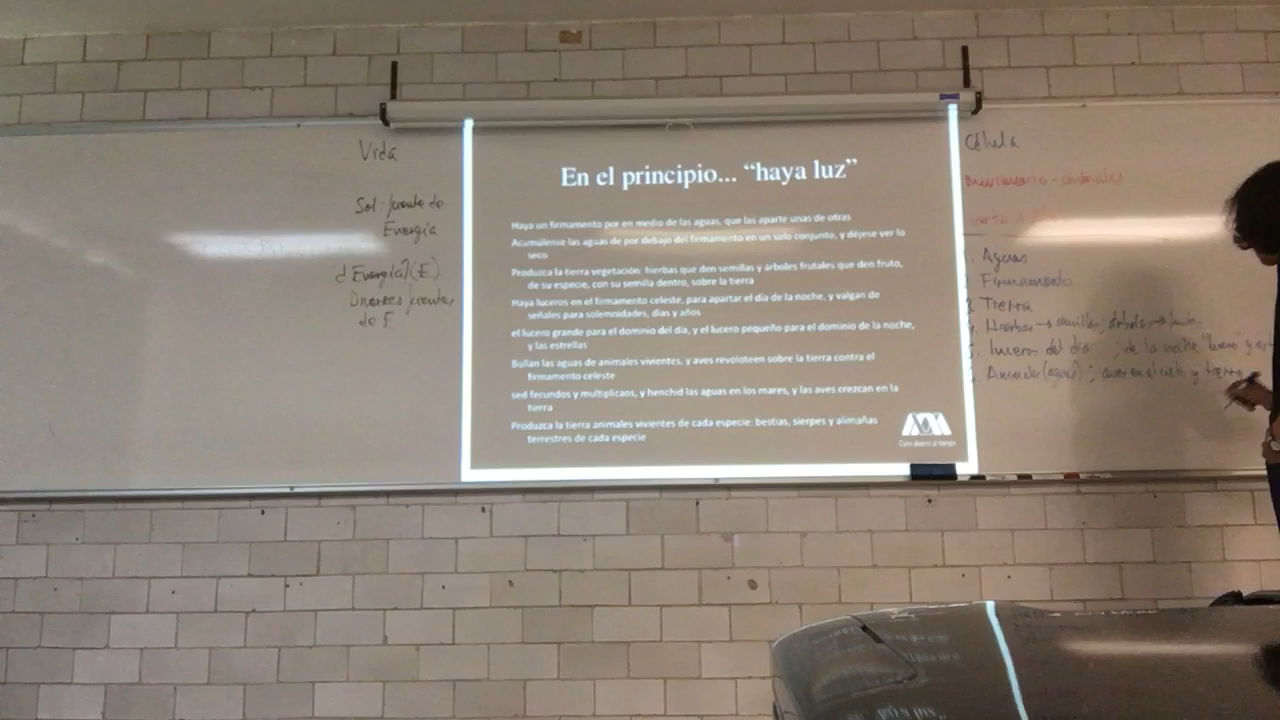 Vida
Sol: fuente de
Energía
¿Energía? (E)
Diversas fuentes
de E
En el principio... “haya luz”
Haya un firmamento por en medio de las aguas, que las aparte unas de otras
Acumúlense las aguas de por debajo del firmamento en un solo conjunto, y déjese ver lo
seco
Produzca la tierra vegetación: hierbas que den semillas y árboles frutales que den fruto,
de su especie, con su semilla dentro, sobre la tierra
Haya luceros en el firmamento celeste, para apartar el día de la noche, y valgan de
señales para solemnidades, días y años
el lucero grande para el dominio del día, y el lucero pequeño para el dominio de la noche,
y las estrellas
Bullan las aguas de animales vivientes, y aves revoloteen sobre la tierra contra el
firmamento celeste
sed fecundos y multiplicaos, y henchid las aguas en los mares, y las aves crezcan en la
tierra
Produzca la tierra animales vivientes de cada especie: bestias, sierpes y alimañas
terrestres de cada especie
Casa abierta al tiempo
Célula
Movimiento - animales
Aguas
Firmamento
3 Tierra
Hierbas → semillas, árboles →
luceros del día ; de la noche
(agua) ; aves en el cielo y tierra